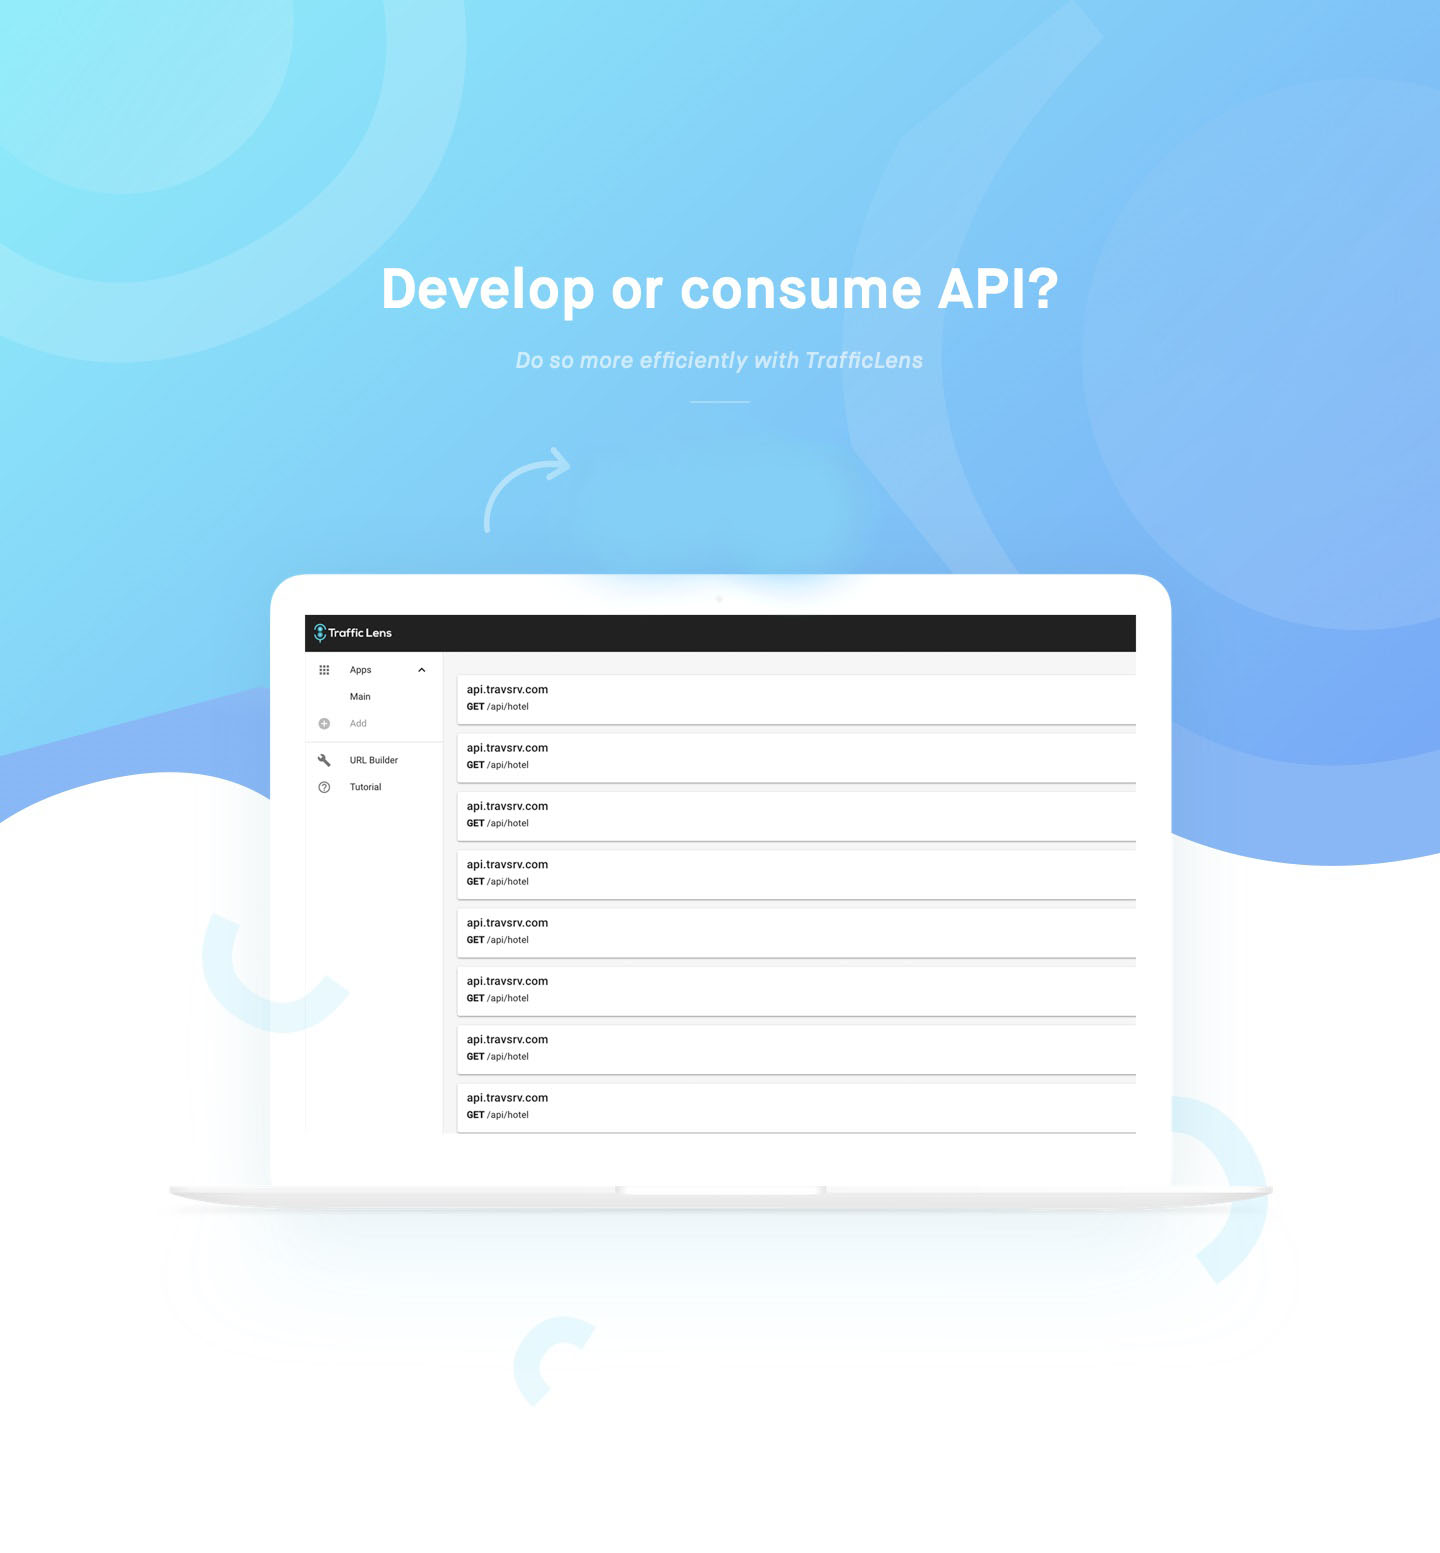 Develop or consume API?
Do so more efficiently with TrafficLens
Traffic Lens
Apps
Main
Add
URL Builder
Tutorial
api.travsrv.com
GET /api/hotel
api.travsrv.com
GET /api/hotel
api.travsrv.com
GET /api/hotel
api.travsrv.com
GET /api/hotel
api.travsrv.com
GET /api/hotel
api.travsrv.com
GET /api/hotel
api.travsrv.com
GET /api/hotel
api.travsrv.com
GET /api/hotel